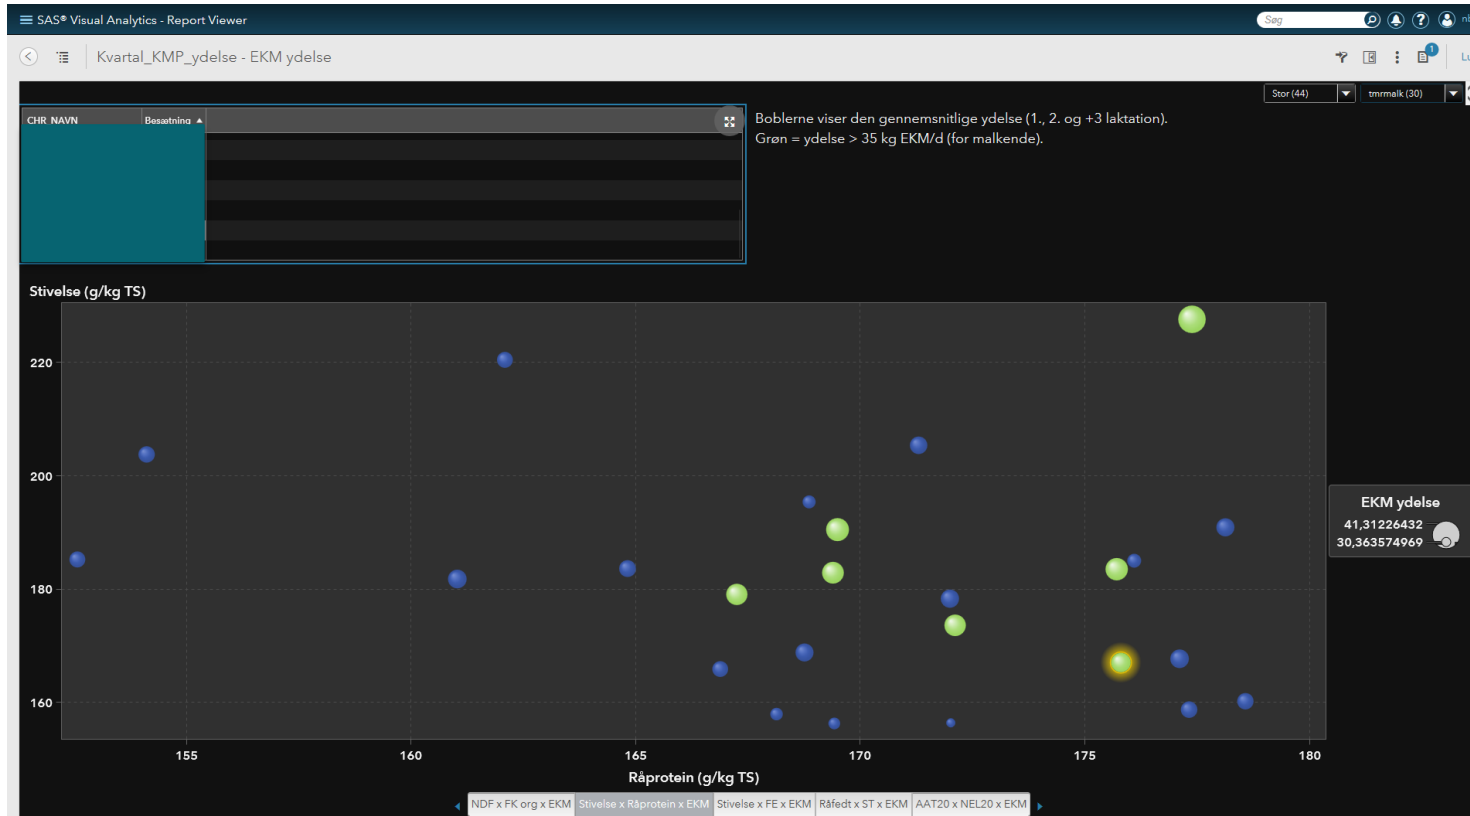 SAS® Visual Analytics - Report Viewer
Søg
Kvartal_KMP_ydelse - EKM ydelse
1
Stor (44)
tmrmalk (30)
CHR NAVN
Besætning
Boblerne viser den gennemsnitlige ydelse (1., 2. og +3 laktation).
Grøn = ydelse > 35 kg EKM/d (for malkende).
Stivelse (g/kg TS)
220
200
180
160
155
160
165
170
175
180
Råprotein (g/kg TS)
EKM ydelse
41,31226432
30,363574969
NDF x FK org x EKM
Stivelse x Råprotein x EKM
Stivelse x FE x EKM
Råfedt x ST x EKM
AAT20 x NEL20 x EKM